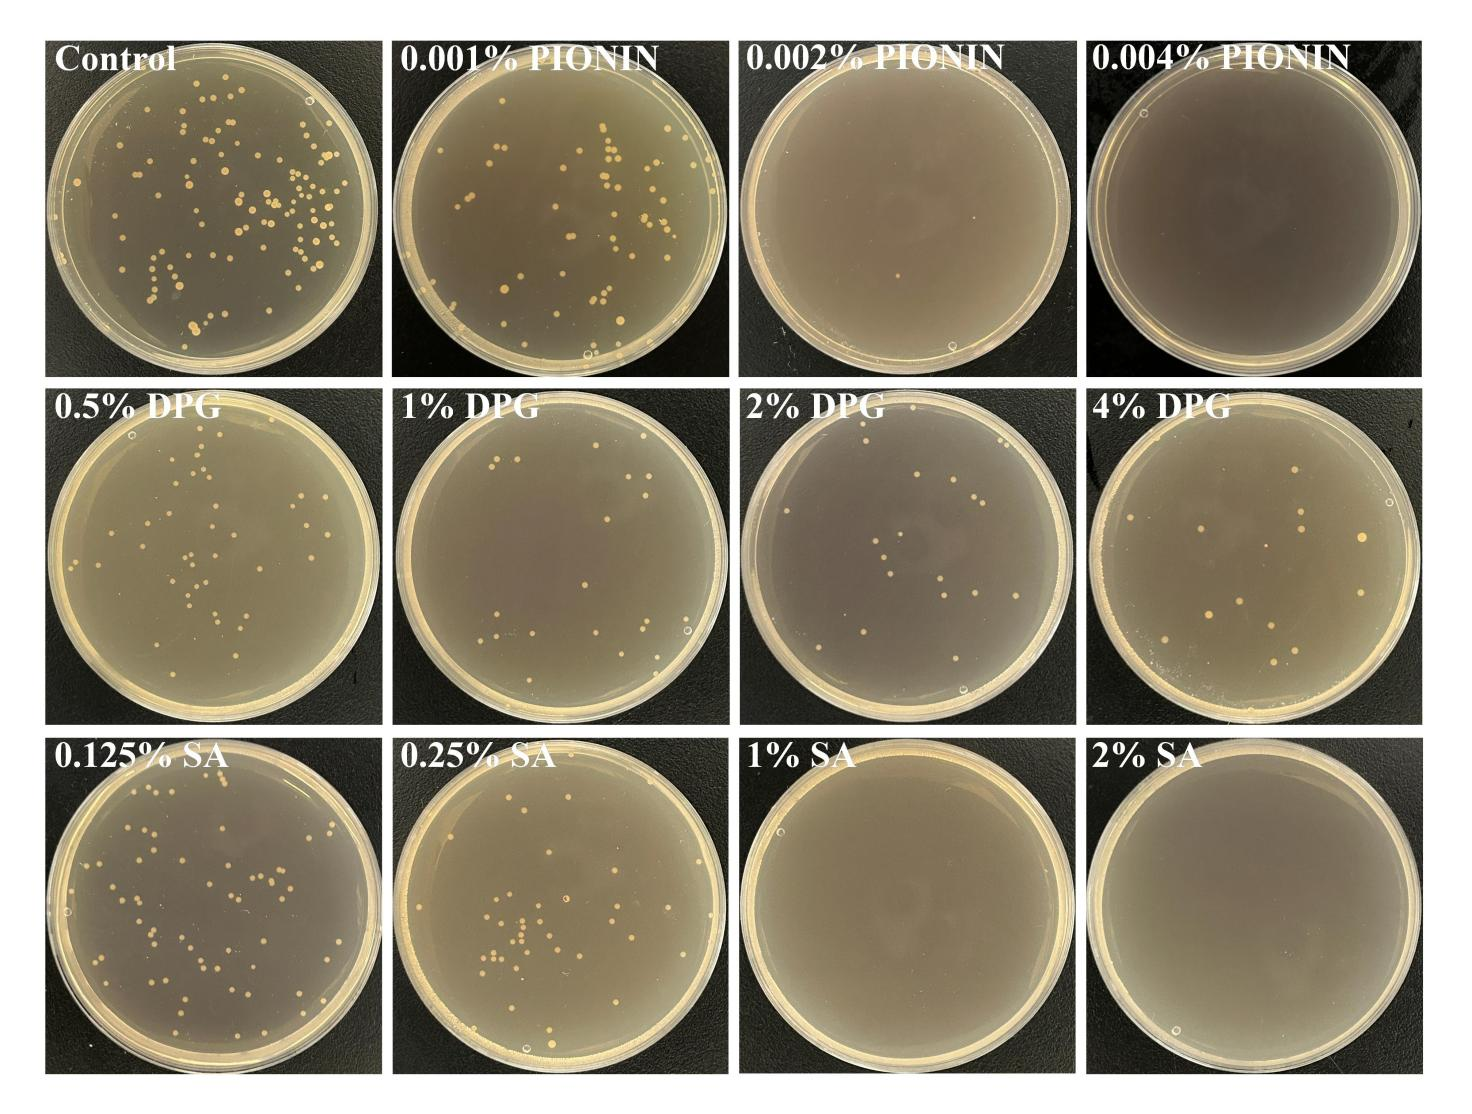 Control
0.001% PIONIN
0.002% PIONIN
0.004% PIONIN
0.5% DPG
1% DPG
2% DPG
4% DPG
0.125% SA
0.25% SA
1% SA
2% SA